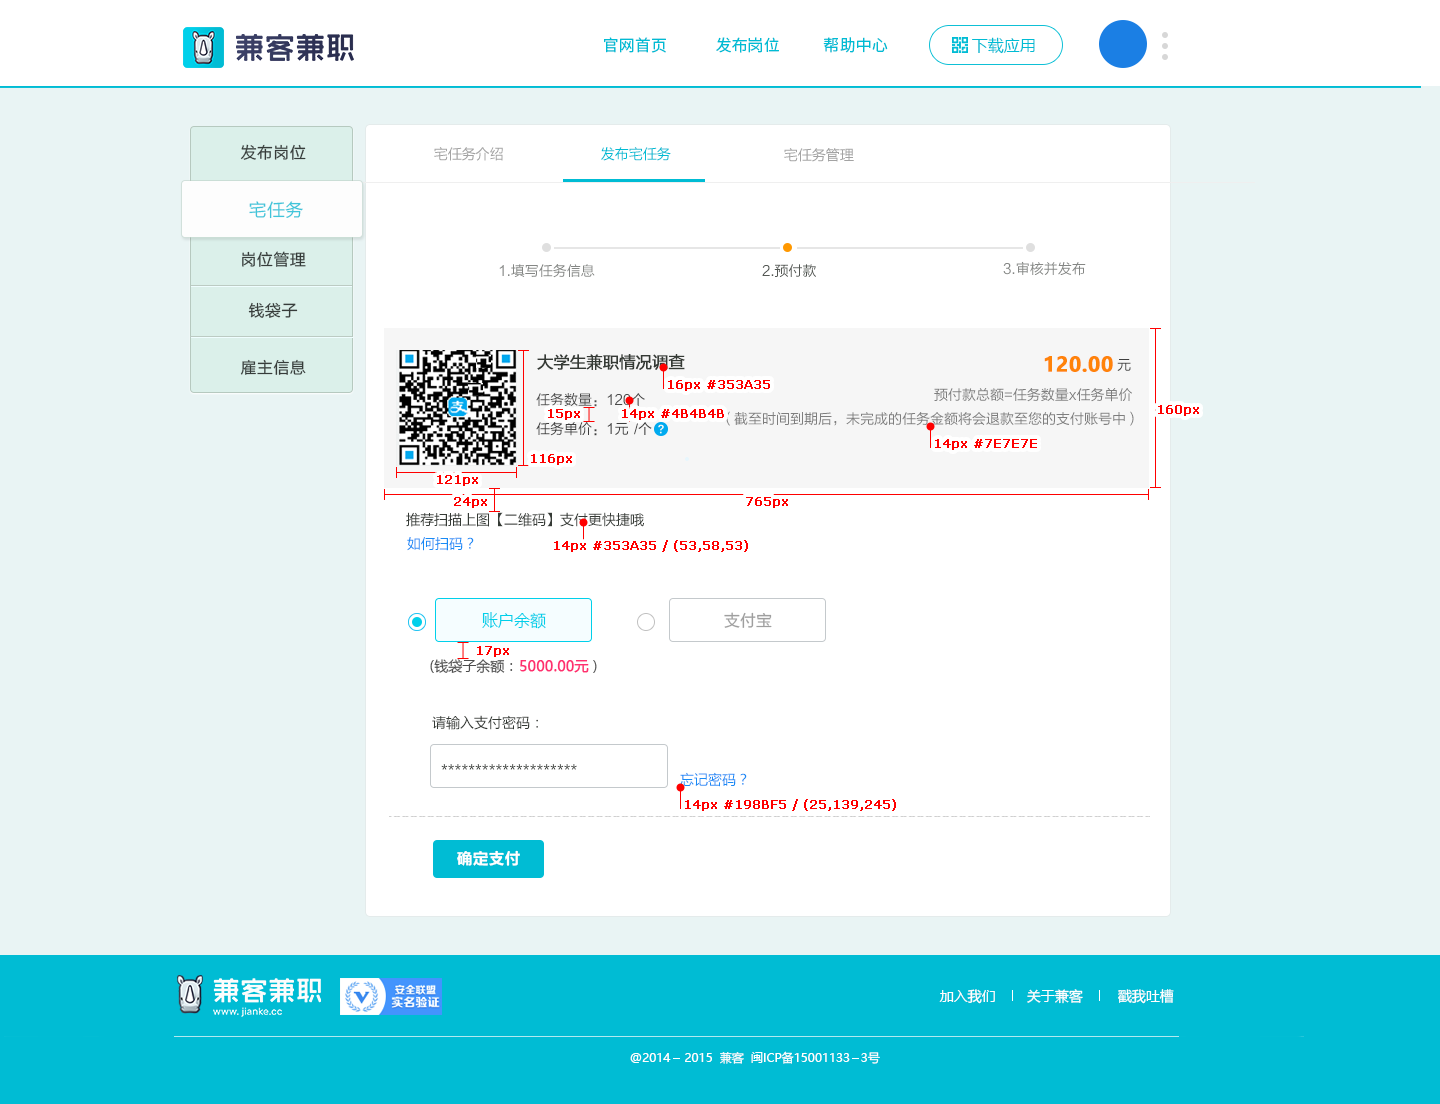 兼客兼职
官网首页
发布岗位
帮助中心
下载应用
发布岗位
宅任务
岗位管理
钱袋子
雇主信息
宅任务介绍
发布宅任务
宅任务管理
1.填写任务信息
2.预付款
3.审核并发布
支
大学生兼职情况调查
16px #353A35
120.00 元
任务数量：120个
预付款总额=任务数量x任务单价
15px
14px #4B4B4B
（截至时间到期后，未完成的任务金额将会退款至您的支付账号中）
160px
任务单价：1元 /个 ?
14px #7E7E7E
116px
121px
24px
765px
推荐扫描上图【二维码】支付更快捷哦
如何扫码？
14px #353A35 / (53,58,53)
账户余额
支付宝
17px
(钱袋子余额：5000.00元 )
请输入支付密码：
********************
忘记密码？
14px #198BF5 / (25,139,245)
确定支付
兼客兼职
www.jianke.cc
安全联盟
实名验证
加入我们
关于兼客
戳我吐槽
@2014－2015 兼客 闽ICP备15001133－3号